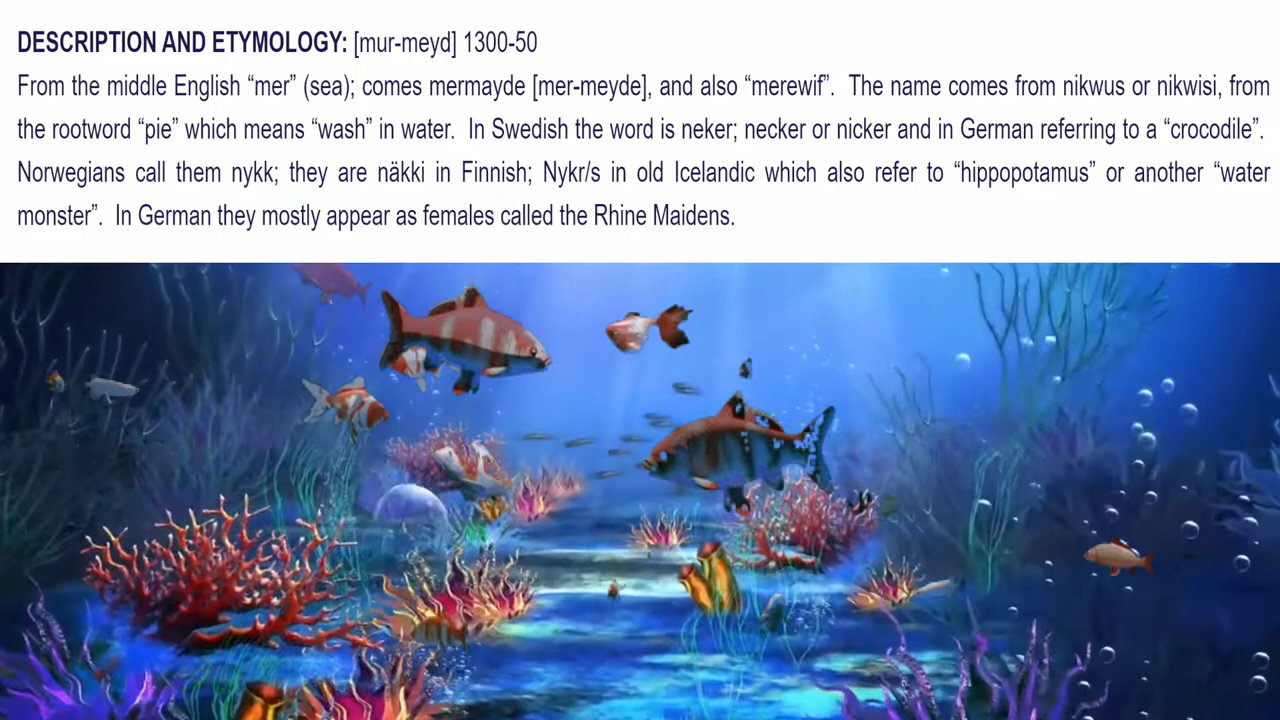 DESCRIPTION AND ETYMOLOGY: [mur-meyd] 1300-50
From the middle English “mer” (sea); comes mermayde [mer-meyde], and also “merewif”. The name comes from nikwus or nikwisi, from
the rootword “pie” which means “wash” in water. In Swedish the word is neker; necker or nicker and in German referring to a “crocodile”.
Norwegians call them nykk; they are näkki in Finnish; Nykr/s in old Icelandic which also refer to “hippopotamus” or another “water
monster”. In German they mostly appear as females called the Rhine Maidens.